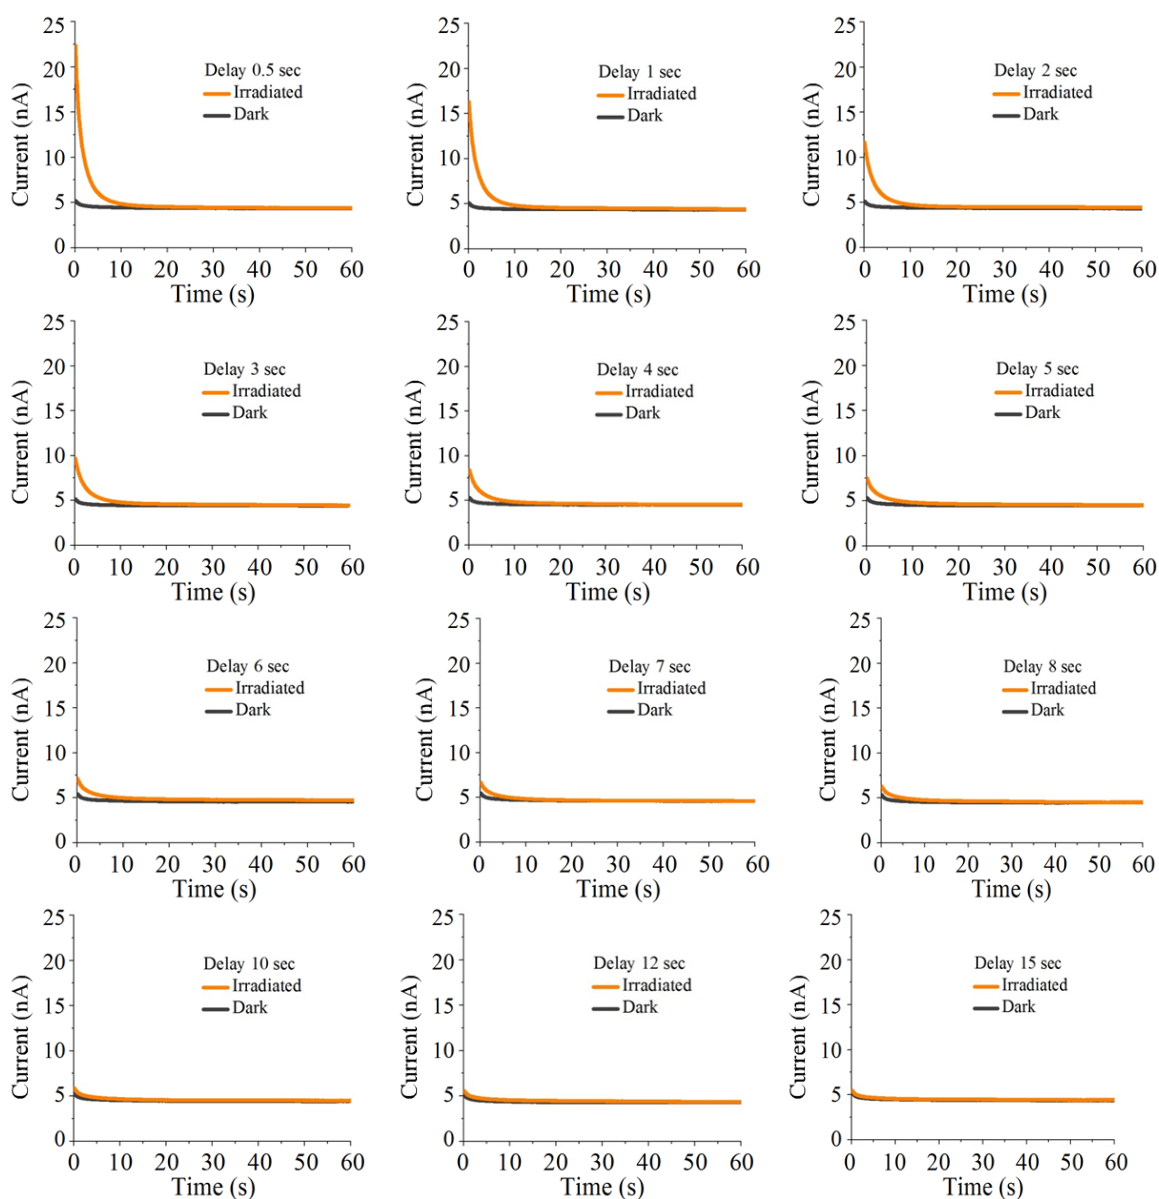 25
20
15
10
5
0
Current (nA)
Delay 0.5 sec
Irradiated
Dark
0 10 20 30 40 50 60
Time (s)
25
20
15
10
5
0
Current (nA)
Delay 1 sec
Irradiated
Dark
0 10 20 30 40 50 60
Time (s)
25
20
15
10
5
0
Current (nA)
Delay 2 sec
Irradiated
Dark
0 10 20 30 40 50 60
Time (s)
25
20
15
10
5
0
Current (nA)
Delay 3 sec
Irradiated
Dark
0 10 20 30 40 50 60
Time (s)
25
20
15
10
5
0
Current (nA)
Delay 4 sec
Irradiated
Dark
0 10 20 30 40 50 60
Time (s)
25
20
15
10
5
0
Current (nA)
Delay 5 sec
Irradiated
Dark
0 10 20 30 40 50 60
Time (s)
25
20
15
10
5
0
Current (nA)
Delay 6 sec
Irradiated
Dark
0 10 20 30 40 50 60
Time (s)
25
20
15
10
5
0
Current (nA)
Delay 7 sec
Irradiated
Dark
0 10 20 30 40 50 60
Time (s)
25
20
15
10
5
0
Current (nA)
Delay 8 sec
Irradiated
Dark
0 10 20 30 40 50 60
Time (s)
25
20
15
10
5
0
Current (nA)
Delay 10 sec
Irradiated
Dark
0 10 20 30 40 50 60
Time (s)
25
20
15
10
5
0
Current (nA)
Delay 12 sec
Irradiated
Dark
0 10 20 30 40 50 60
Time (s)
25
20
15
10
5
0
Current (nA)
Delay 15 sec
Irradiated
Dark
0 10 20 30 40 50 60
Time (s)